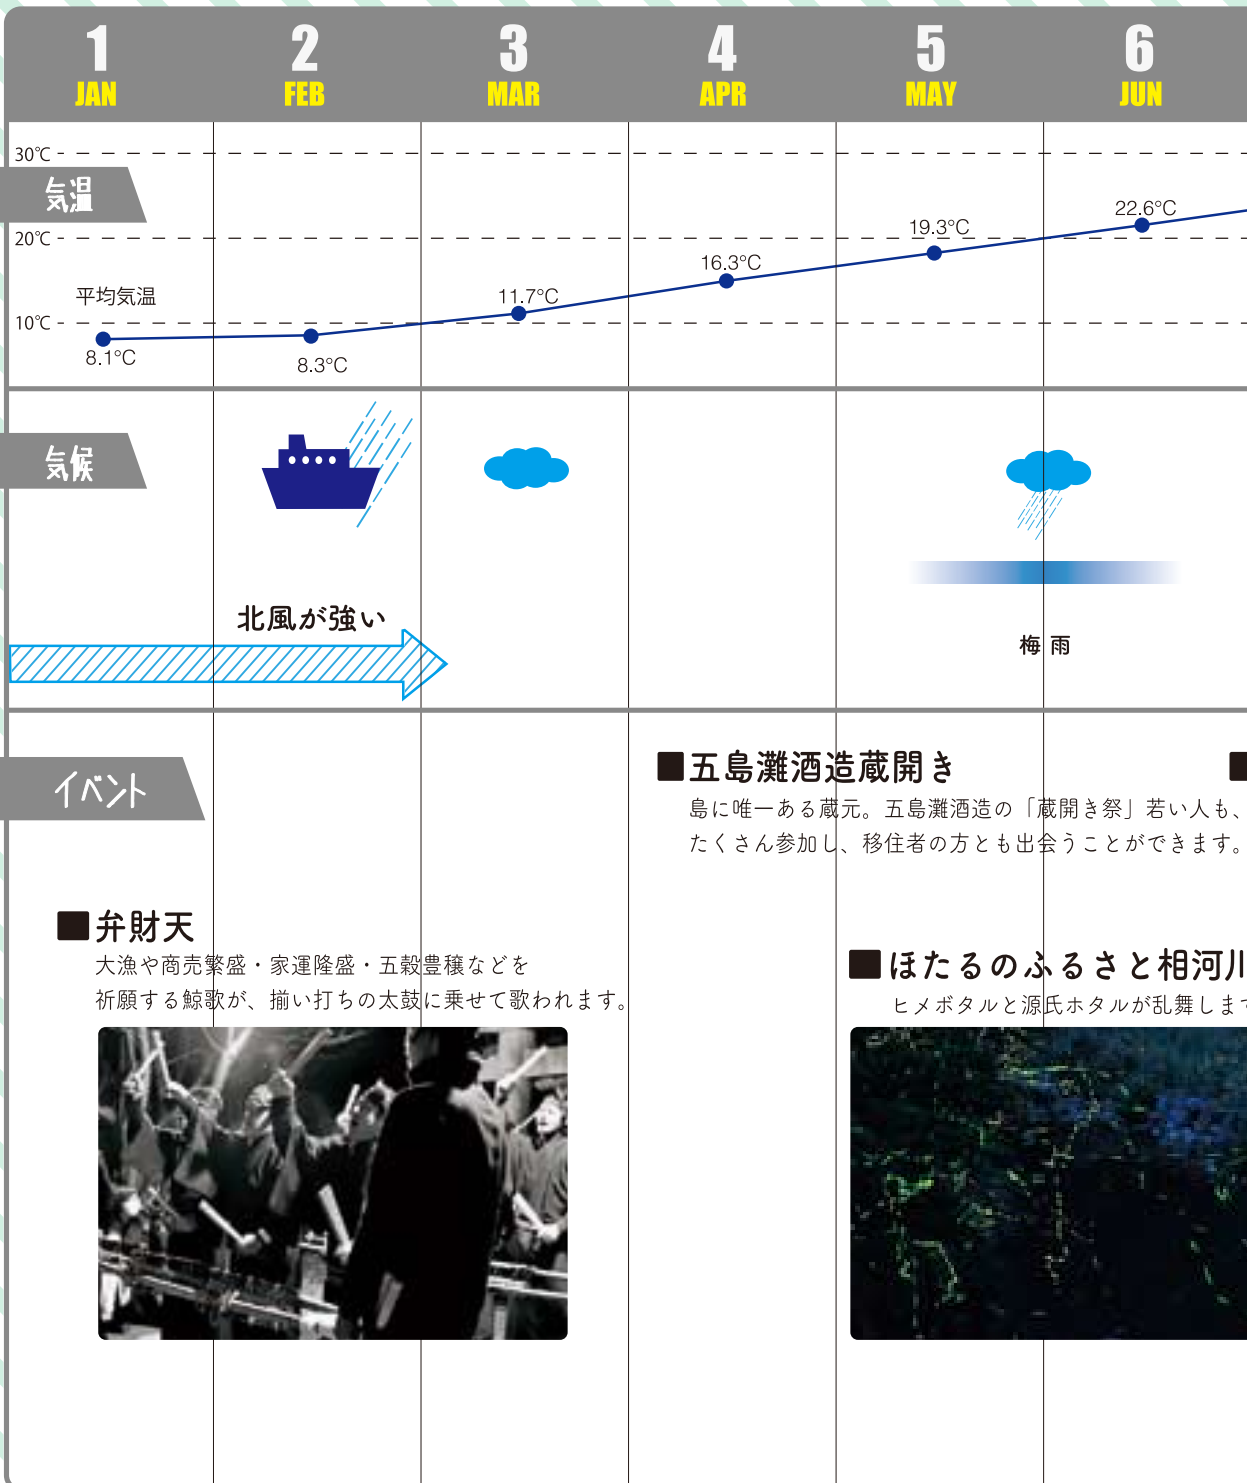 1 2 3 4 5 6
JAN FEB MAR APR MAY JUN
30℃
気温
20℃
10℃
平均気温
8.1℃
8.3℃
11.7℃
16.3℃
19.3℃
22.6℃
気候
北風が強い
梅雨
イベント
■五島灘酒造蔵開き
島に唯一ある蔵元。五島灘酒造の「蔵開き祭」若い人も、
たくさん参加し、移住者の方とも出会うことができます。
■弁財天
大漁や商売繁盛・家運隆盛・五穀豊穣などを
祈願する鯨歌が、揃い打ちの太鼓に乗せて歌われます。
■ほたるのふるさと相河川
ヒメボタルと源氏ホタルが乱舞します